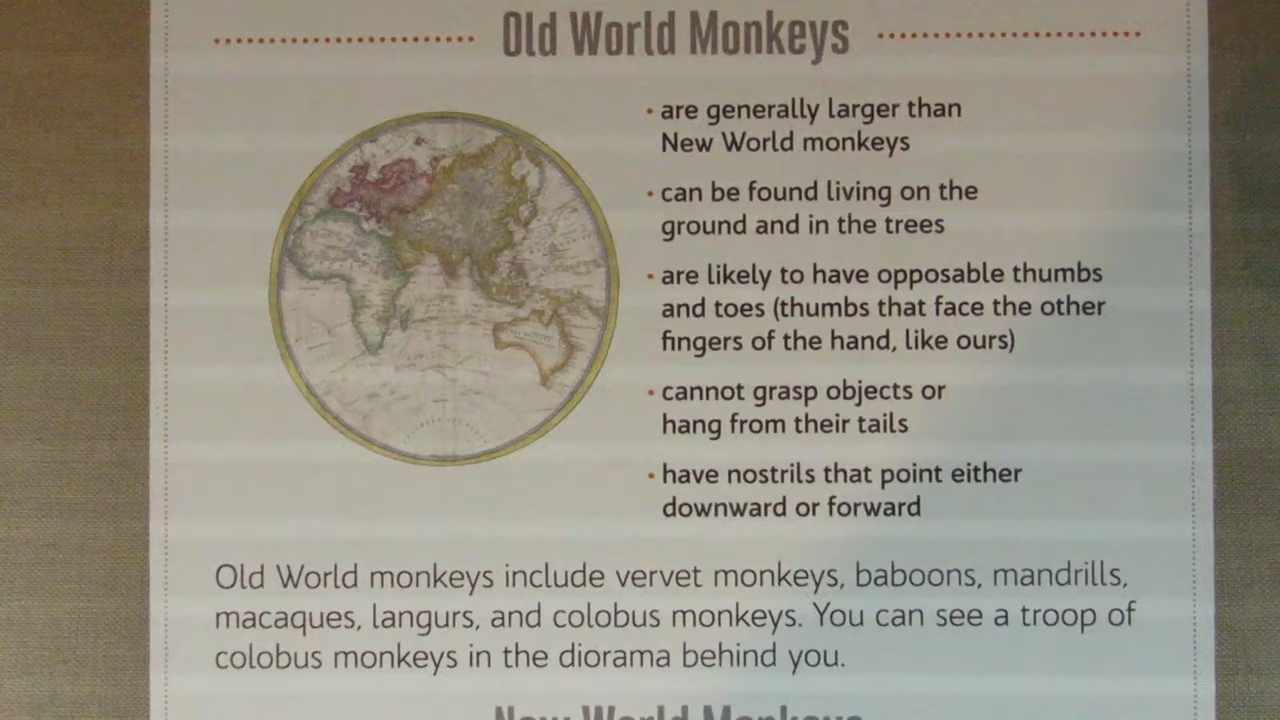 Old World Monkeys
• are generally larger than
New World monkeys
• can be found living on the
ground and in the trees
• are likely to have opposable thumbs
and toes (thumbs that face the other
fingers of the hand, like ours)
• cannot grasp objects or
hang from their tails
• have nostrils that point either
downward or forward
Old World monkeys include vervet monkeys, baboons, mandrills,
macaques, langurs, and colobus monkeys. You can see a troop of
colobus monkeys in the diorama behind you.
New World Monkeys